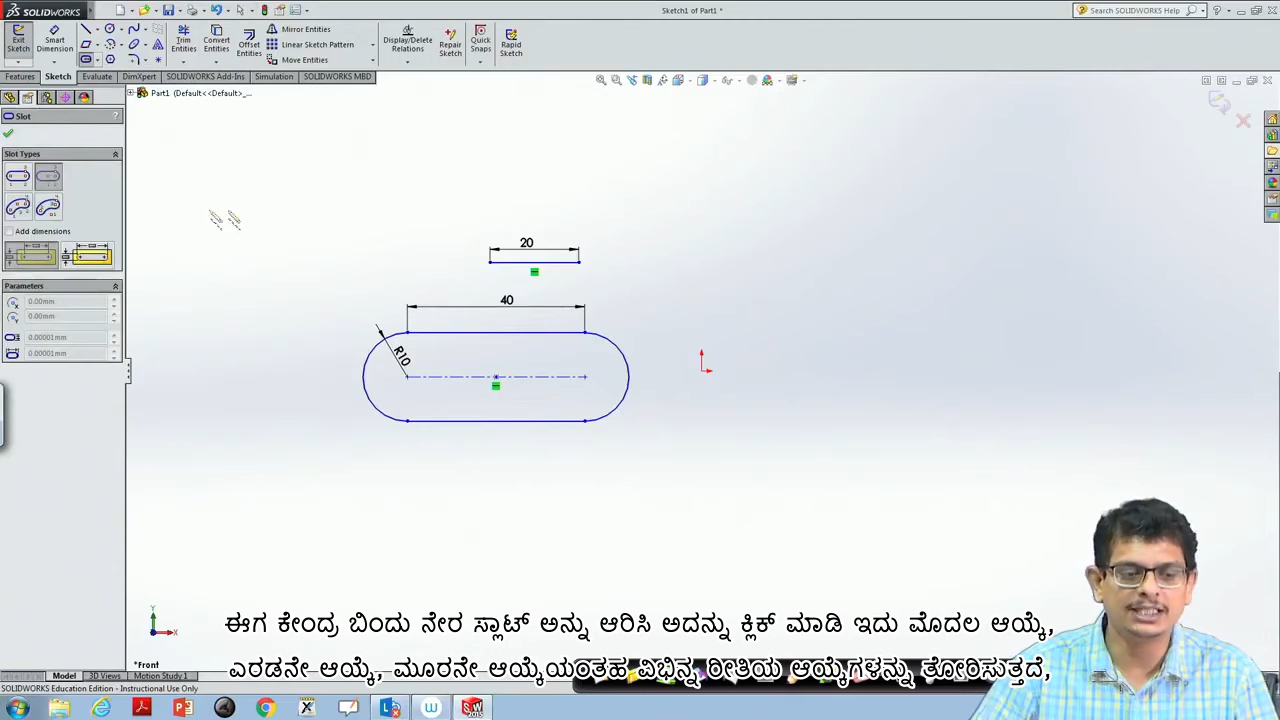 SOLIDWORKS
Sketch1 of Part1 *
Search SOLIDWORKS Help
Exit Sketch
Smart Dimension
Trim Entities
Convert Entities
Offset Entities
Mirror Entities
Linear Sketch Pattern
Move Entities
Display/Delete Relations
Repair Sketch
Quick Snaps
Rapid Sketch
Features Sketch Evaluate DimXpert SOLIDWORKS Add-Ins Simulation SOLIDWORKS MBD
Part1 (Default<<Default>_...
Slot
?
Slot Types
Add dimensions
Parameters
0.00mm
0.00mm
0.00001mm
0.00001mm
20
40
R10
Y
X
*Front
ಈಗ ಕೇಂದ್ರ ಬಿಂದು ನೇರ ಸ್ಲಾಟ್ ಅನ್ನು ಆರಿಸಿ ಅದನ್ನು ಕ್ಲಿಕ್ ಮಾಡಿ ಇದು ಮೊದಲ ಆಯ್ಕೆ,
ಎರಡನೇ ಆಯ್ಕೆ, ಮೂರನೇ ಆಯ್ಕೆಯಂತಹ ವಿಭಿನ್ನ ರೀತಿಯ ಆಯ್ಕೆಗಳನ್ನು ತೋರಿಸುತ್ತದೆ,
Model 3D Views Motion Study 1
SOLIDWORKS Education Edition - Instructional Use Only